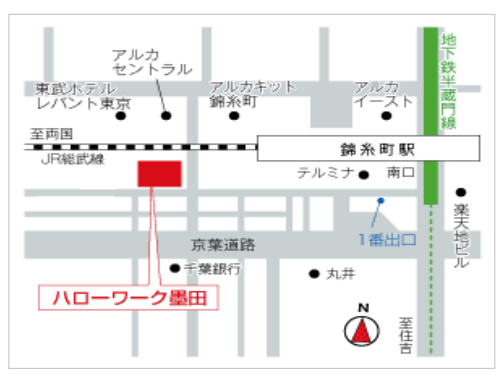 アルカ
セントラル
東武ホテル
レバント東京
アルカキット
錦糸町
アルカ
イースト
地下鉄半蔵門線
至両国
JR総武線
錦糸町駅
テルミナ
南口
1番出口
楽天地ビル
京葉道路
千葉銀行
丸井
ハローワーク墨田
N
至住吉